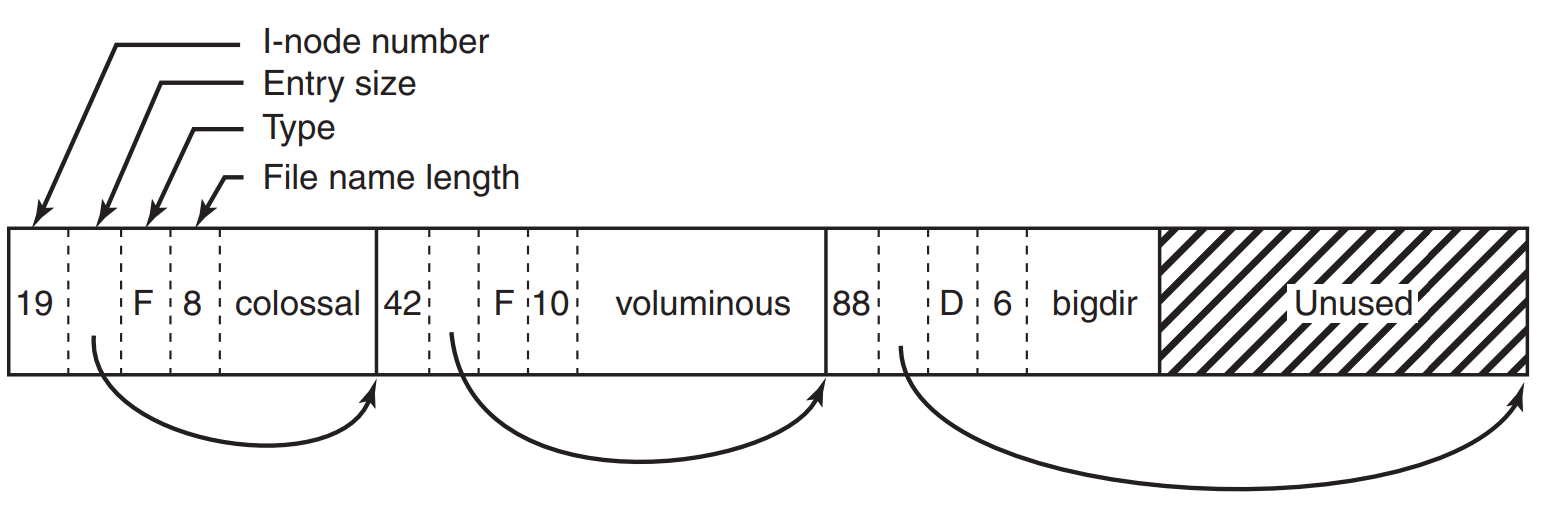 I-node number
Entry size
Type
File name length
19 F 8 colossal 42 F 10 voluminous 88 D 6 bigdir Unused